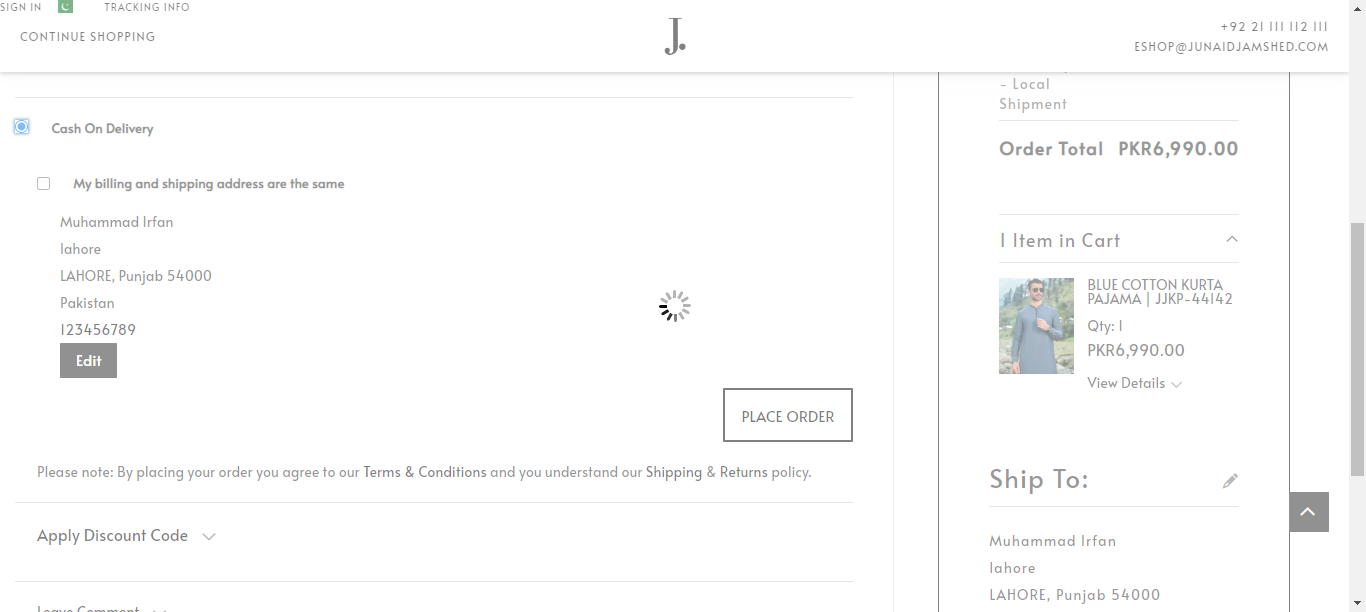 SIGN IN
TRACKING INFO
CONTINUE SHOPPING
J.
+92 21 111 112 111
ESHOP@JUNAIDJAMSHED.COM
Cash On Delivery
My billing and shipping address are the same
Muhammad Irfan
lahore
LAHORE, Punjab 54000
Pakistan
123456789
Edit
PLACE ORDER
Please note: By placing your order you agree to our Terms & Conditions and you understand our Shipping & Returns policy.
Apply Discount Code
Leave Comment
- Local
Shipment
Order Total PKR6,990.00
1 Item in Cart
BLUE COTTON KURTA
PAJAMA | JJKP-44142
Qty: 1
PKR6,990.00
View Details
Ship To:
Muhammad Irfan
lahore
LAHORE, Punjab 54000